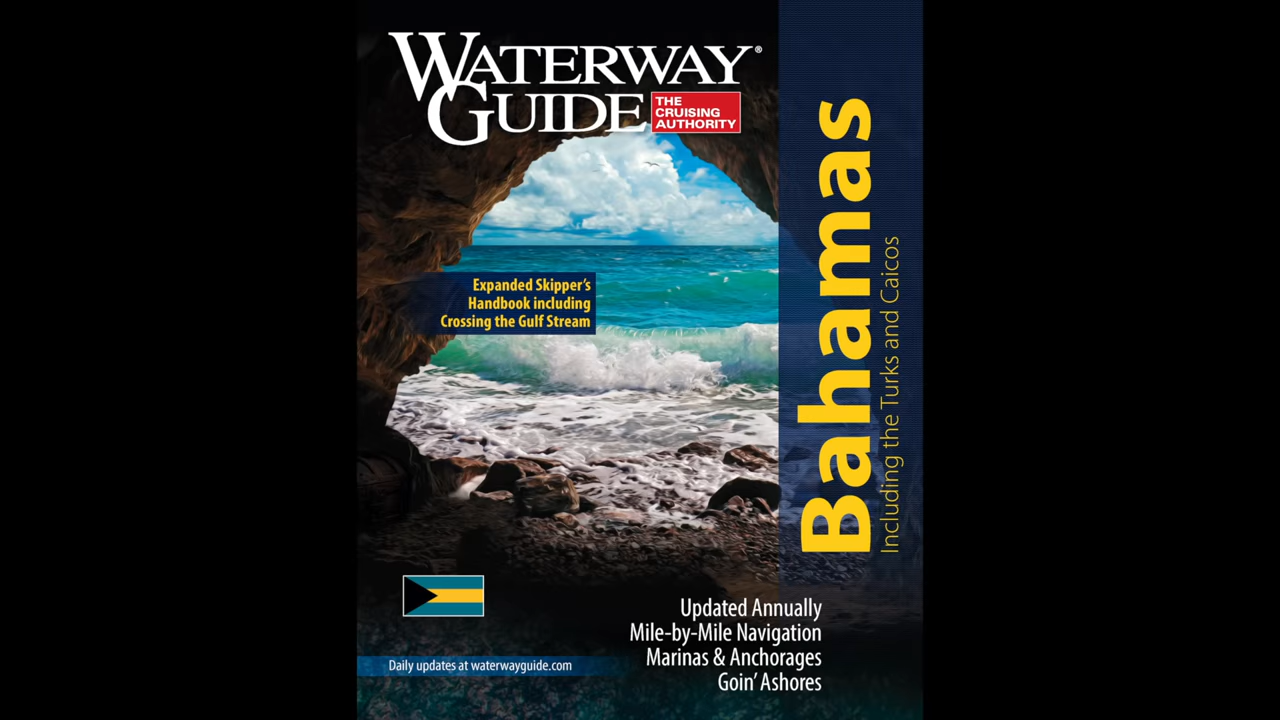 WATERWAY®
GUIDE
THE
CRUISING
AUTHORITY
Bahamas
Including the Turks and Caicos
Expanded Skipper's
Handbook including
Crossing the Gulf Stream
Updated Annually
Mile-by-Mile Navigation
Marinas & Anchorages
Goin' Ashores
Daily updates at waterwayguide.com